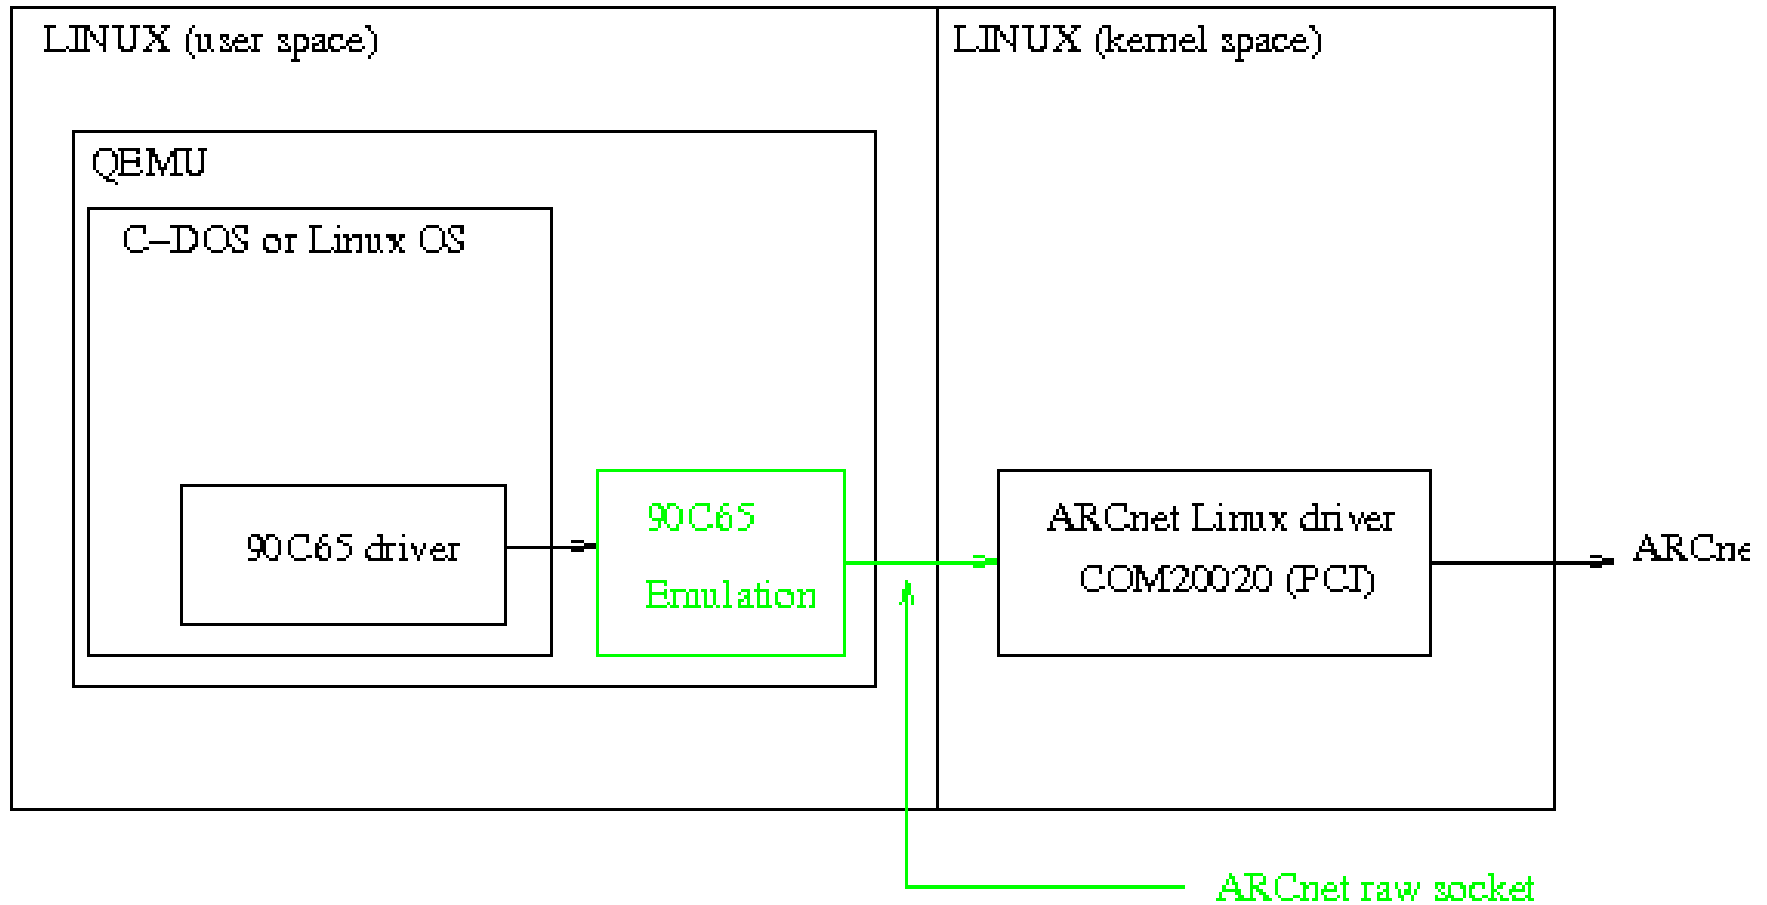 LINUX (user space)
LINUX (kernel space)
QEMU
C-DOS or Linux OS
90C65 driver
90C65
Emulation
ARCnet Linux driver
COM20020 (PCI)
ARCne
ARCnet raw socket